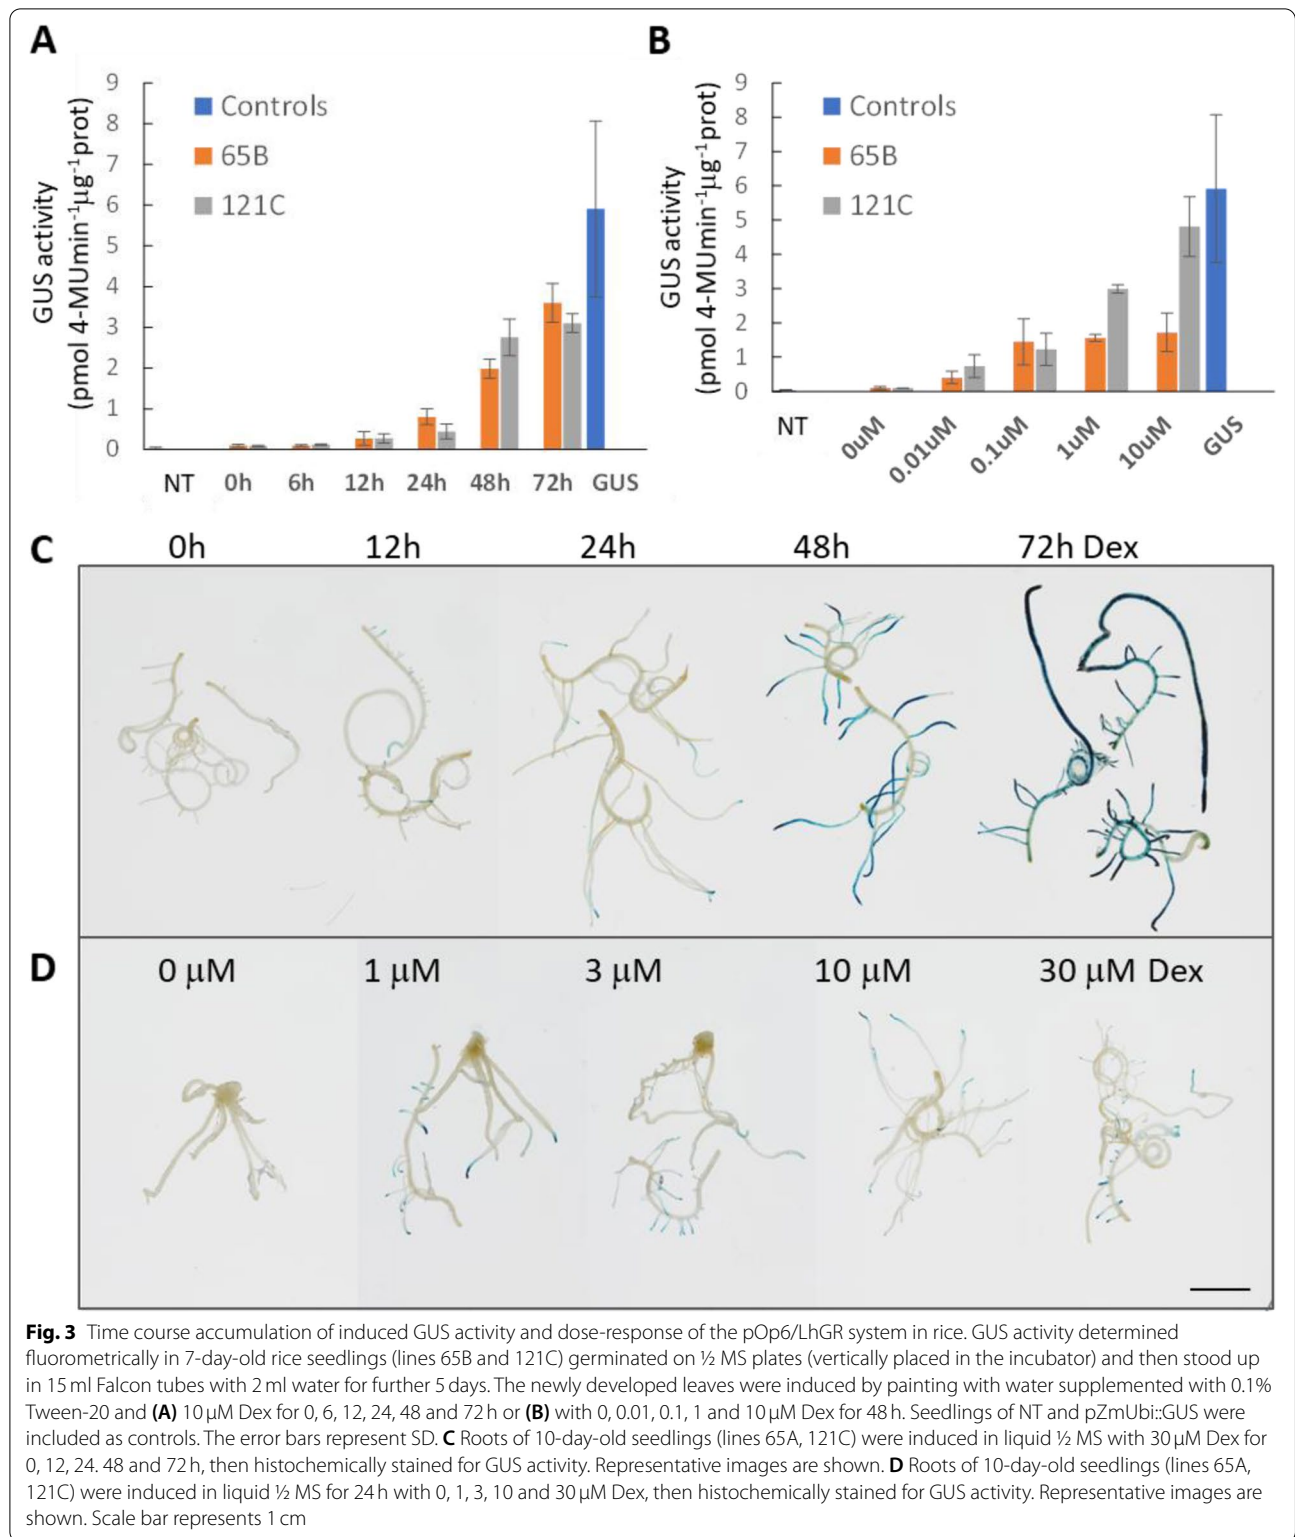 A
GUS activity
(pmol 4-MUmin⁻¹µg⁻¹prot)
9
8
7
6
5
4
3
2
1
0
Controls
65B
121C
NT 0h 6h 12h 24h 48h 72h GUS
B
GUS activity
(pmol 4-MUmin⁻¹µg⁻¹prot)
9
8
7
6
5
4
3
2
1
0
Controls
65B
121C
NT 0uM 0.01uM 0.1uM 1uM 10uM GUS
C
0h 12h 24h 48h 72h Dex
D
0 µM 1 µM 3 µM 10 µM 30 µM Dex
Fig. 3 Time course accumulation of induced GUS activity and dose-response of the pOp6/LhGR system in rice. GUS activity determined
fluorometrically in 7-day-old rice seedlings (lines 65B and 121C) germinated on ½ MS plates (vertically placed in the incubator) and then stood up
in 15 ml Falcon tubes with 2 ml water for further 5 days. The newly developed leaves were induced by painting with water supplemented with 0.1%
Tween-20 and (A) 10 µM Dex for 0, 6, 12, 24, 48 and 72 h or (B) with 0, 0.01, 0.1, 1 and 10 µM Dex for 48 h. Seedlings of NT and pZmUbi::GUS were
included as controls. The error bars represent SD. C Roots of 10-day-old seedlings (lines 65A, 121C) were induced in liquid ½ MS with 30 µM Dex for
0, 12, 24. 48 and 72 h, then histochemically stained for GUS activity. Representative images are shown. D Roots of 10-day-old seedlings (lines 65A,
121C) were induced in liquid ½ MS for 24 h with 0, 1, 3, 10 and 30 µM Dex, then histochemically stained for GUS activity. Representative images are
shown. Scale bar represents 1 cm